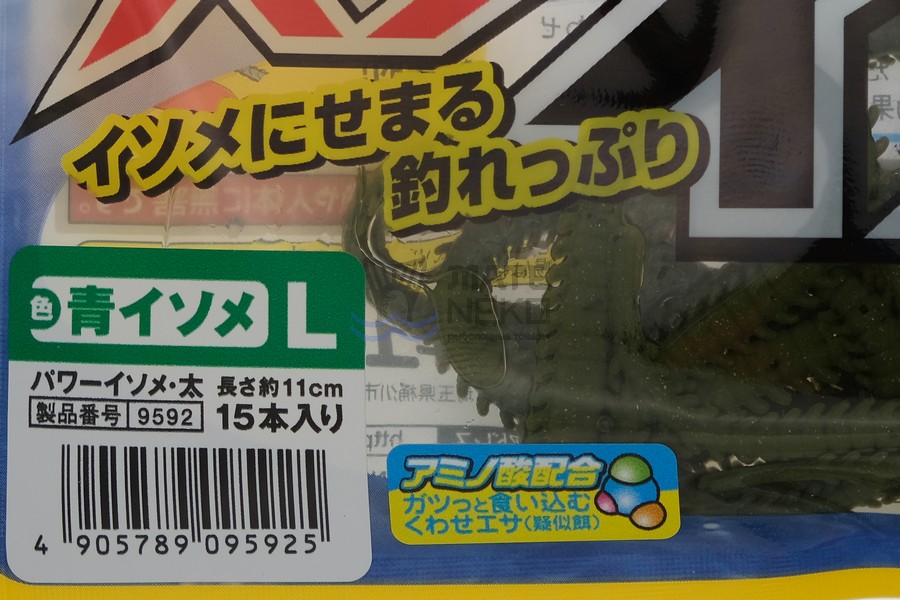 イソメにせまる
釣れっぷり
色 青イソメ L
パワーイソメ・太 長さ約11cm
製品番号 9592 15本入り
4 905789 095925
アミノ酸配合
ガツっと食い込む
くわせエサ(疑似餌)
NEKO